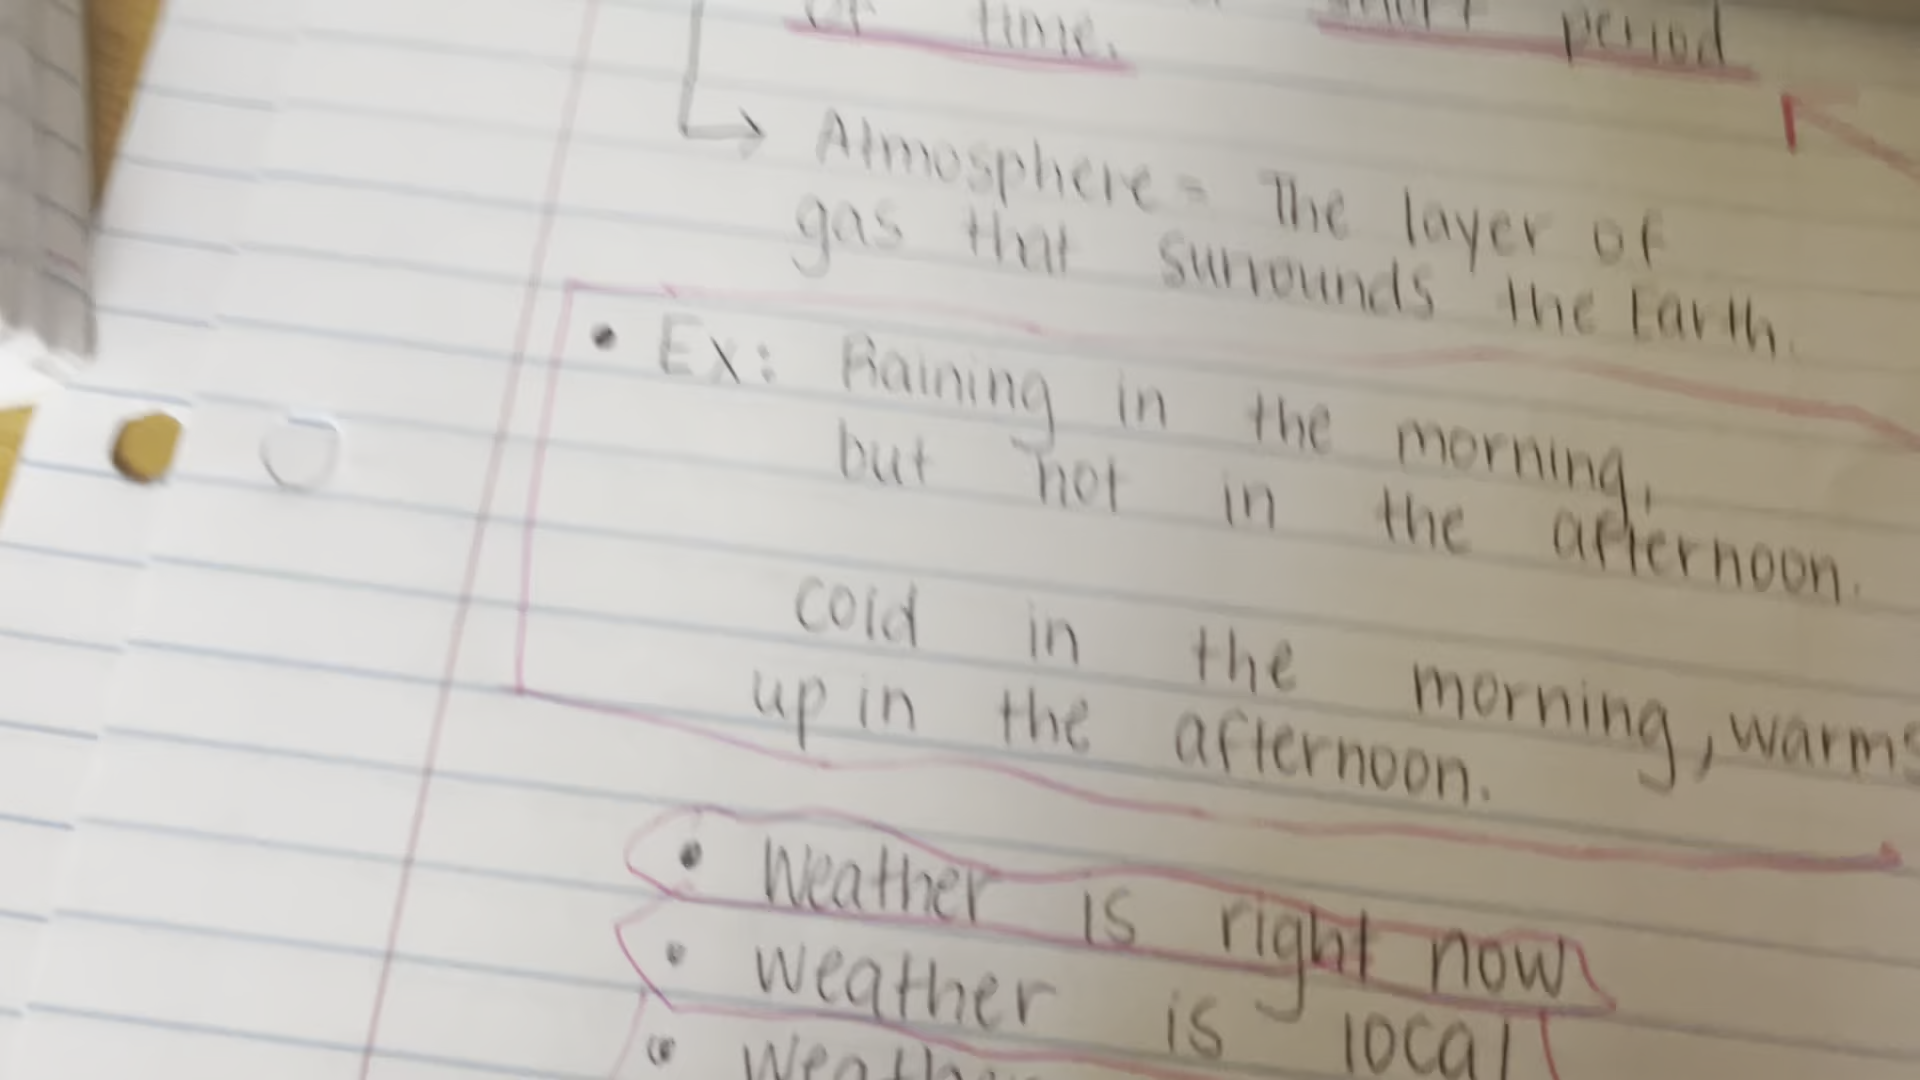 of time. short period
Atmosphere = The layer of
gas that surrounds the Earth.
• Ex: Raining in the morning,
but not in the afternoon.
cold in the morning, warms
up in the afternoon.
• Weather is right now
• weather is local